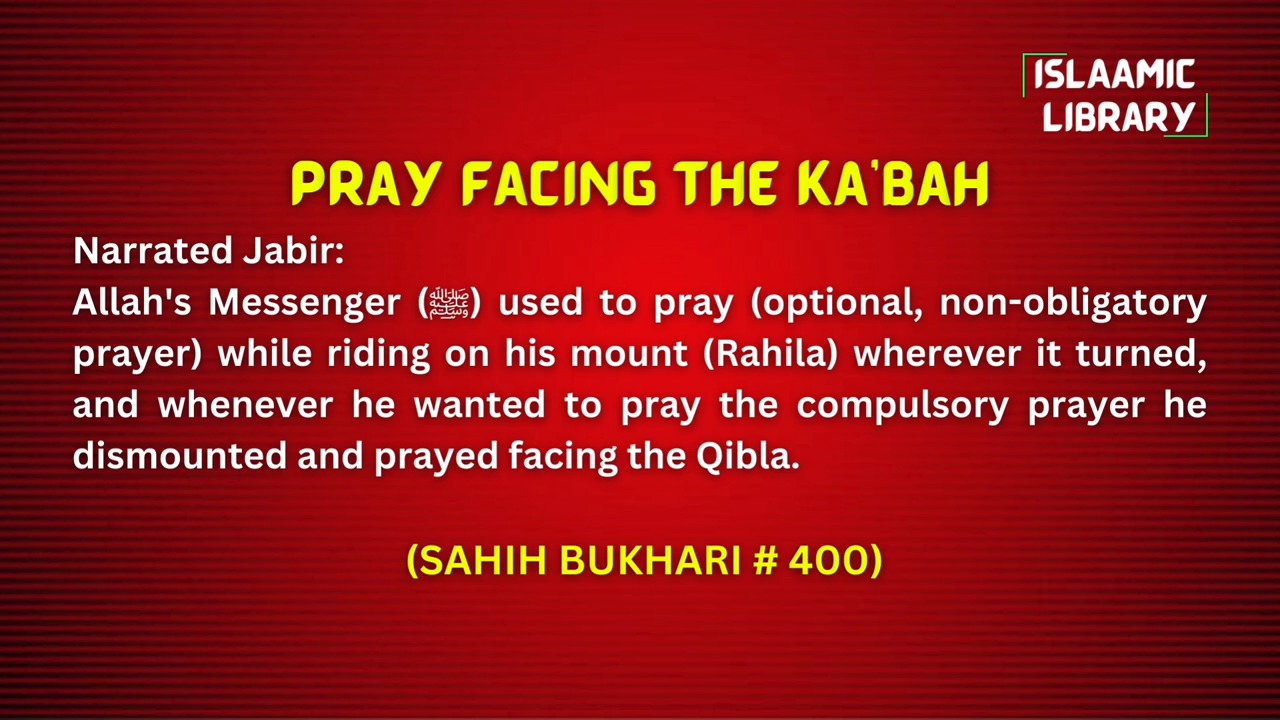 ISLAAMIC
LIBRARY
PRAY FACING THE KA'BAH
Narrated Jabir:
Allah's Messenger (ﷺ) used to pray (optional, non-obligatory
prayer) while riding on his mount (Rahila) wherever it turned,
and whenever he wanted to pray the compulsory prayer he
dismounted and prayed facing the Qibla.
(SAHIH BUKHARI # 400)